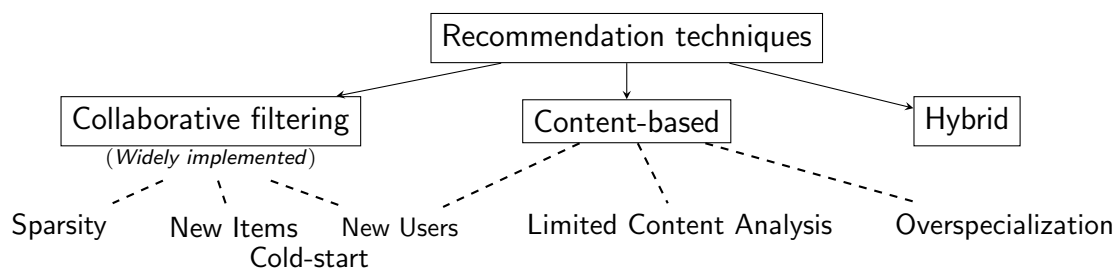 Recommendation techniques
Collaborative filtering
Content-based
Hybrid
(Widely implemented)
Sparsity
New Items
New Users
Limited Content Analysis
Overspecialization
Cold-start